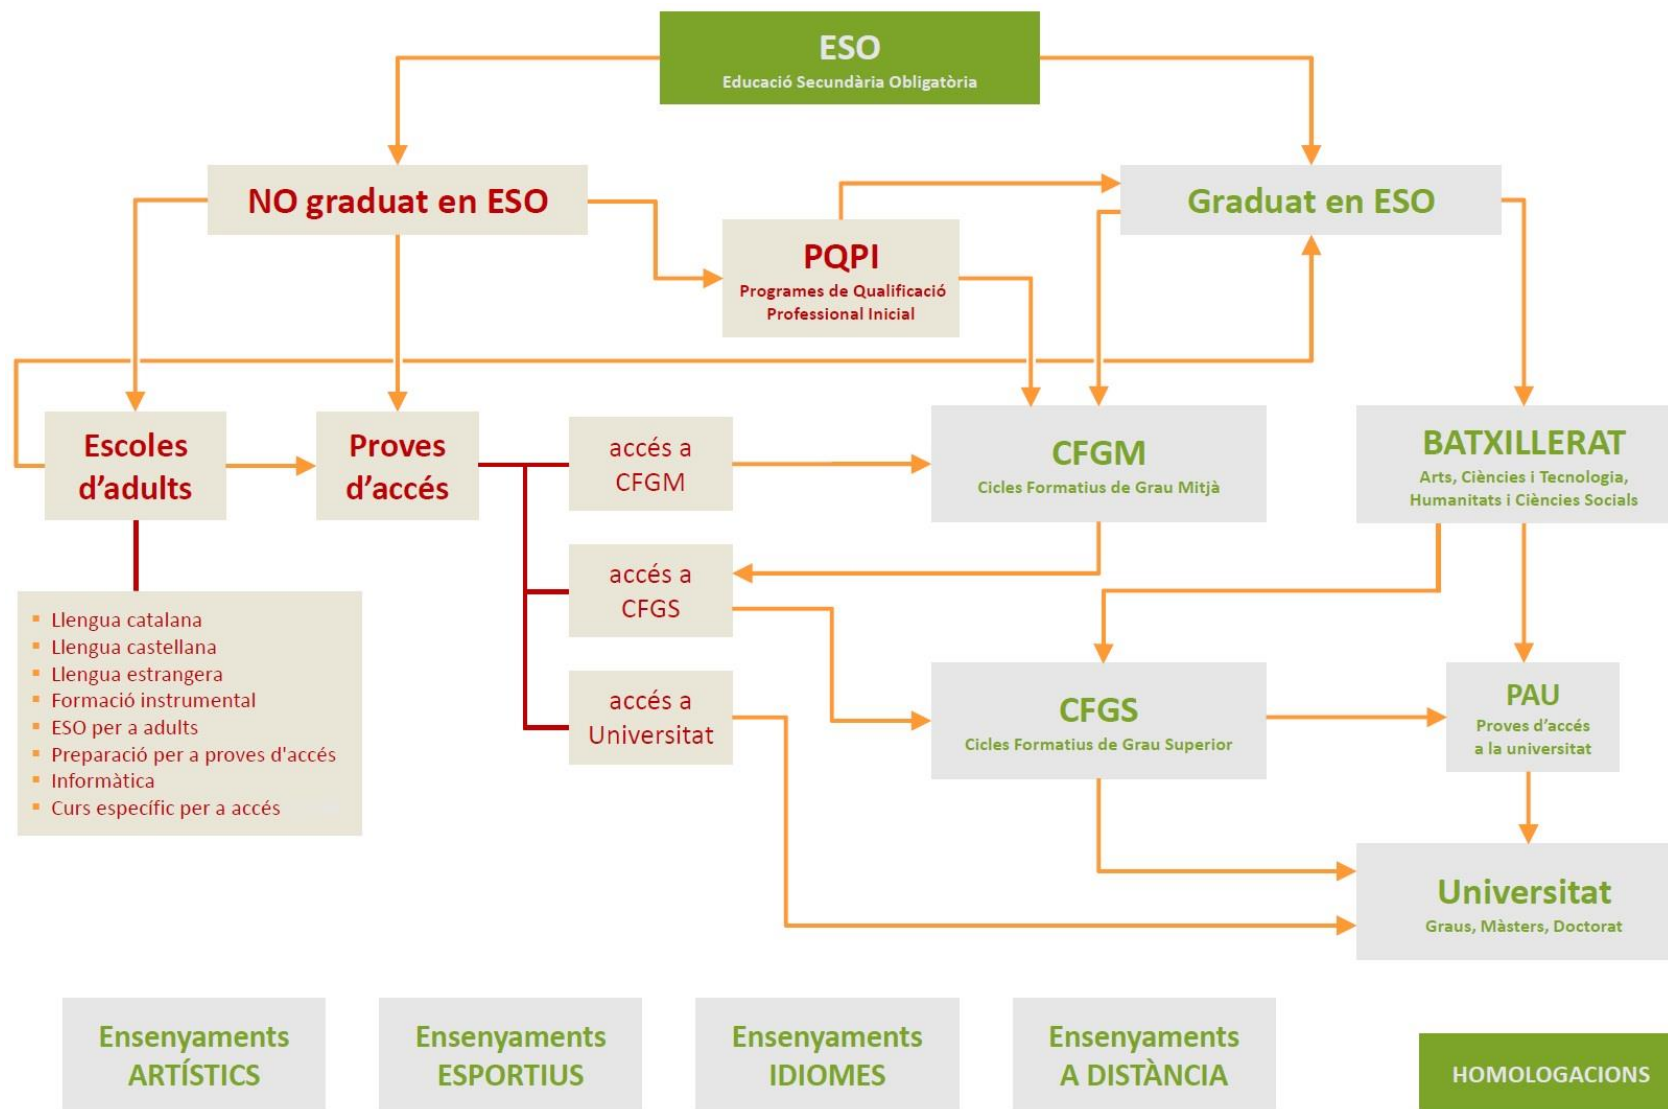 ESO
Educació Secundària Obligatòria
NO graduat en ESO
Graduat en ESO
PQPI
Programes de Qualificació
Professional Inicial
Escoles
d’adults
Proves
d’accés
accés a
CFGM
CFGM
Cicles Formatius de Grau Mitjà
BATXILLERAT
Arts, Ciències i Tecnologia,
Humanitats i Ciències Socials
accés a
CFGS
Llengua catalana
Llengua castellana
Llengua estrangera
Formació instrumental
ESO per a adults
Preparació per a proves d'accés
Informàtica
Curs específic per a accés
accés a
Universitat
CFGS
Cicles Formatius de Grau Superior
PAU
Proves d’accés
a la universitat
Universitat
Graus, Màsters, Doctorat
Ensenyaments
ARTÍSTICS
Ensenyaments
ESPORTIUS
Ensenyaments
IDIOMES
Ensenyaments
A DISTÀNCIA
HOMOLOGACIONS